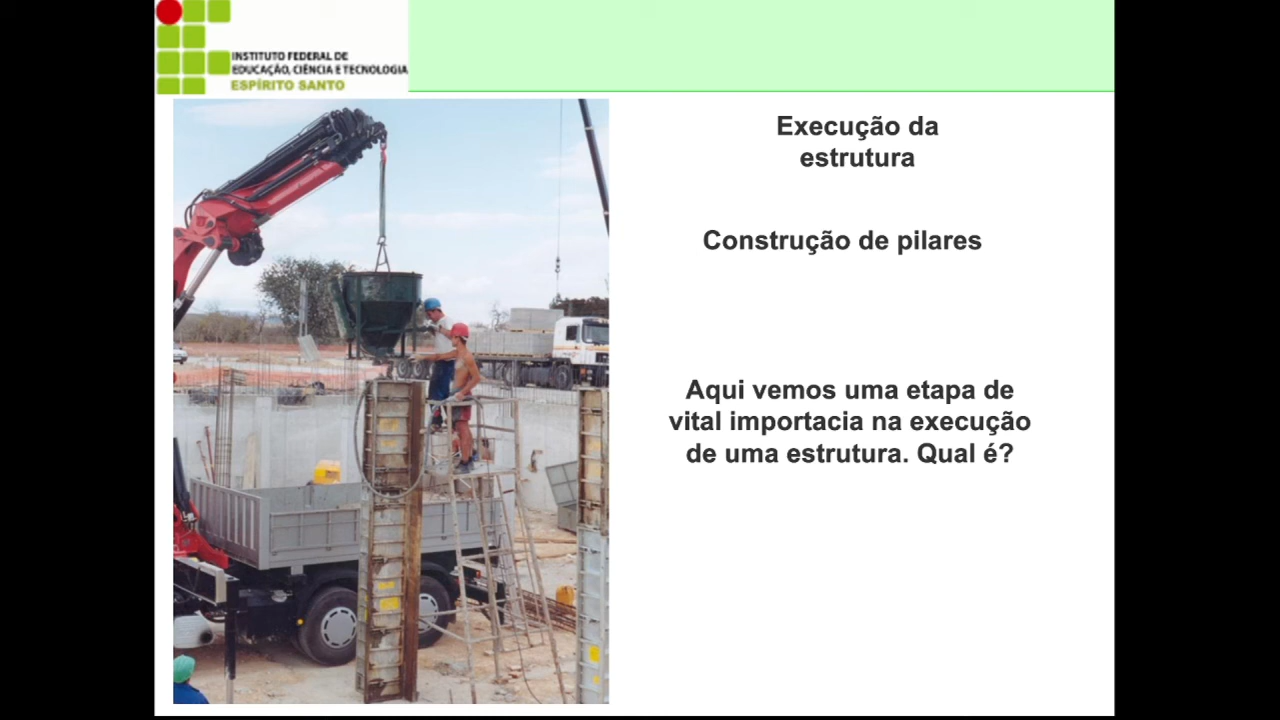 INSTITUTO FEDERAL DE
EDUCAÇÃO, CIÊNCIA E TECNOLOGIA
ESPÍRITO SANTO
Execução da
estrutura
Construção de pilares
Aqui vemos uma etapa de
vital importacia na execução
de uma estrutura. Qual é?